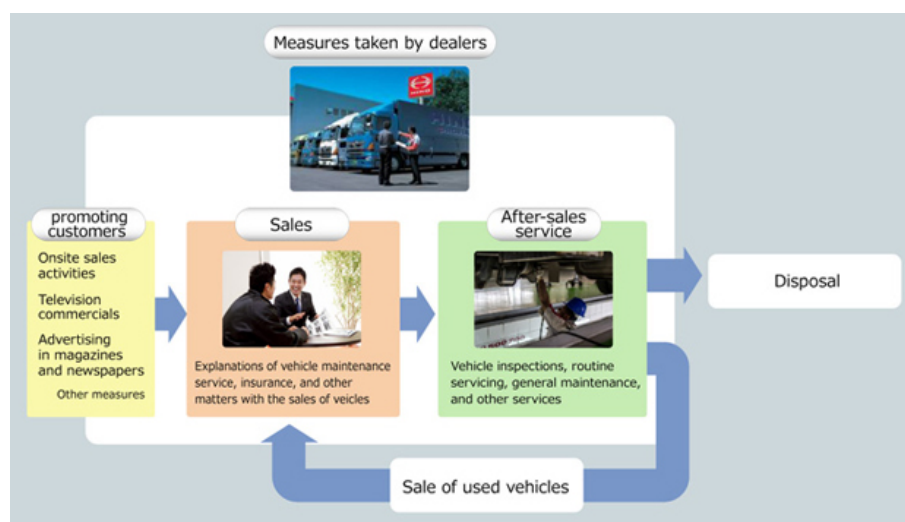 Measures taken by dealers
HINO
promoting
customers
Onsite sales
activities
Television
commercials
Advertising
in magazines
and newspapers
Other measures
Sales
Explanations of vehicle maintenance
service, insurance, and other
matters with the sales of veicles
After-sales
service
Vehicle inspections, routine
servicing, general maintenance,
and other services
Disposal
Sale of used vehicles